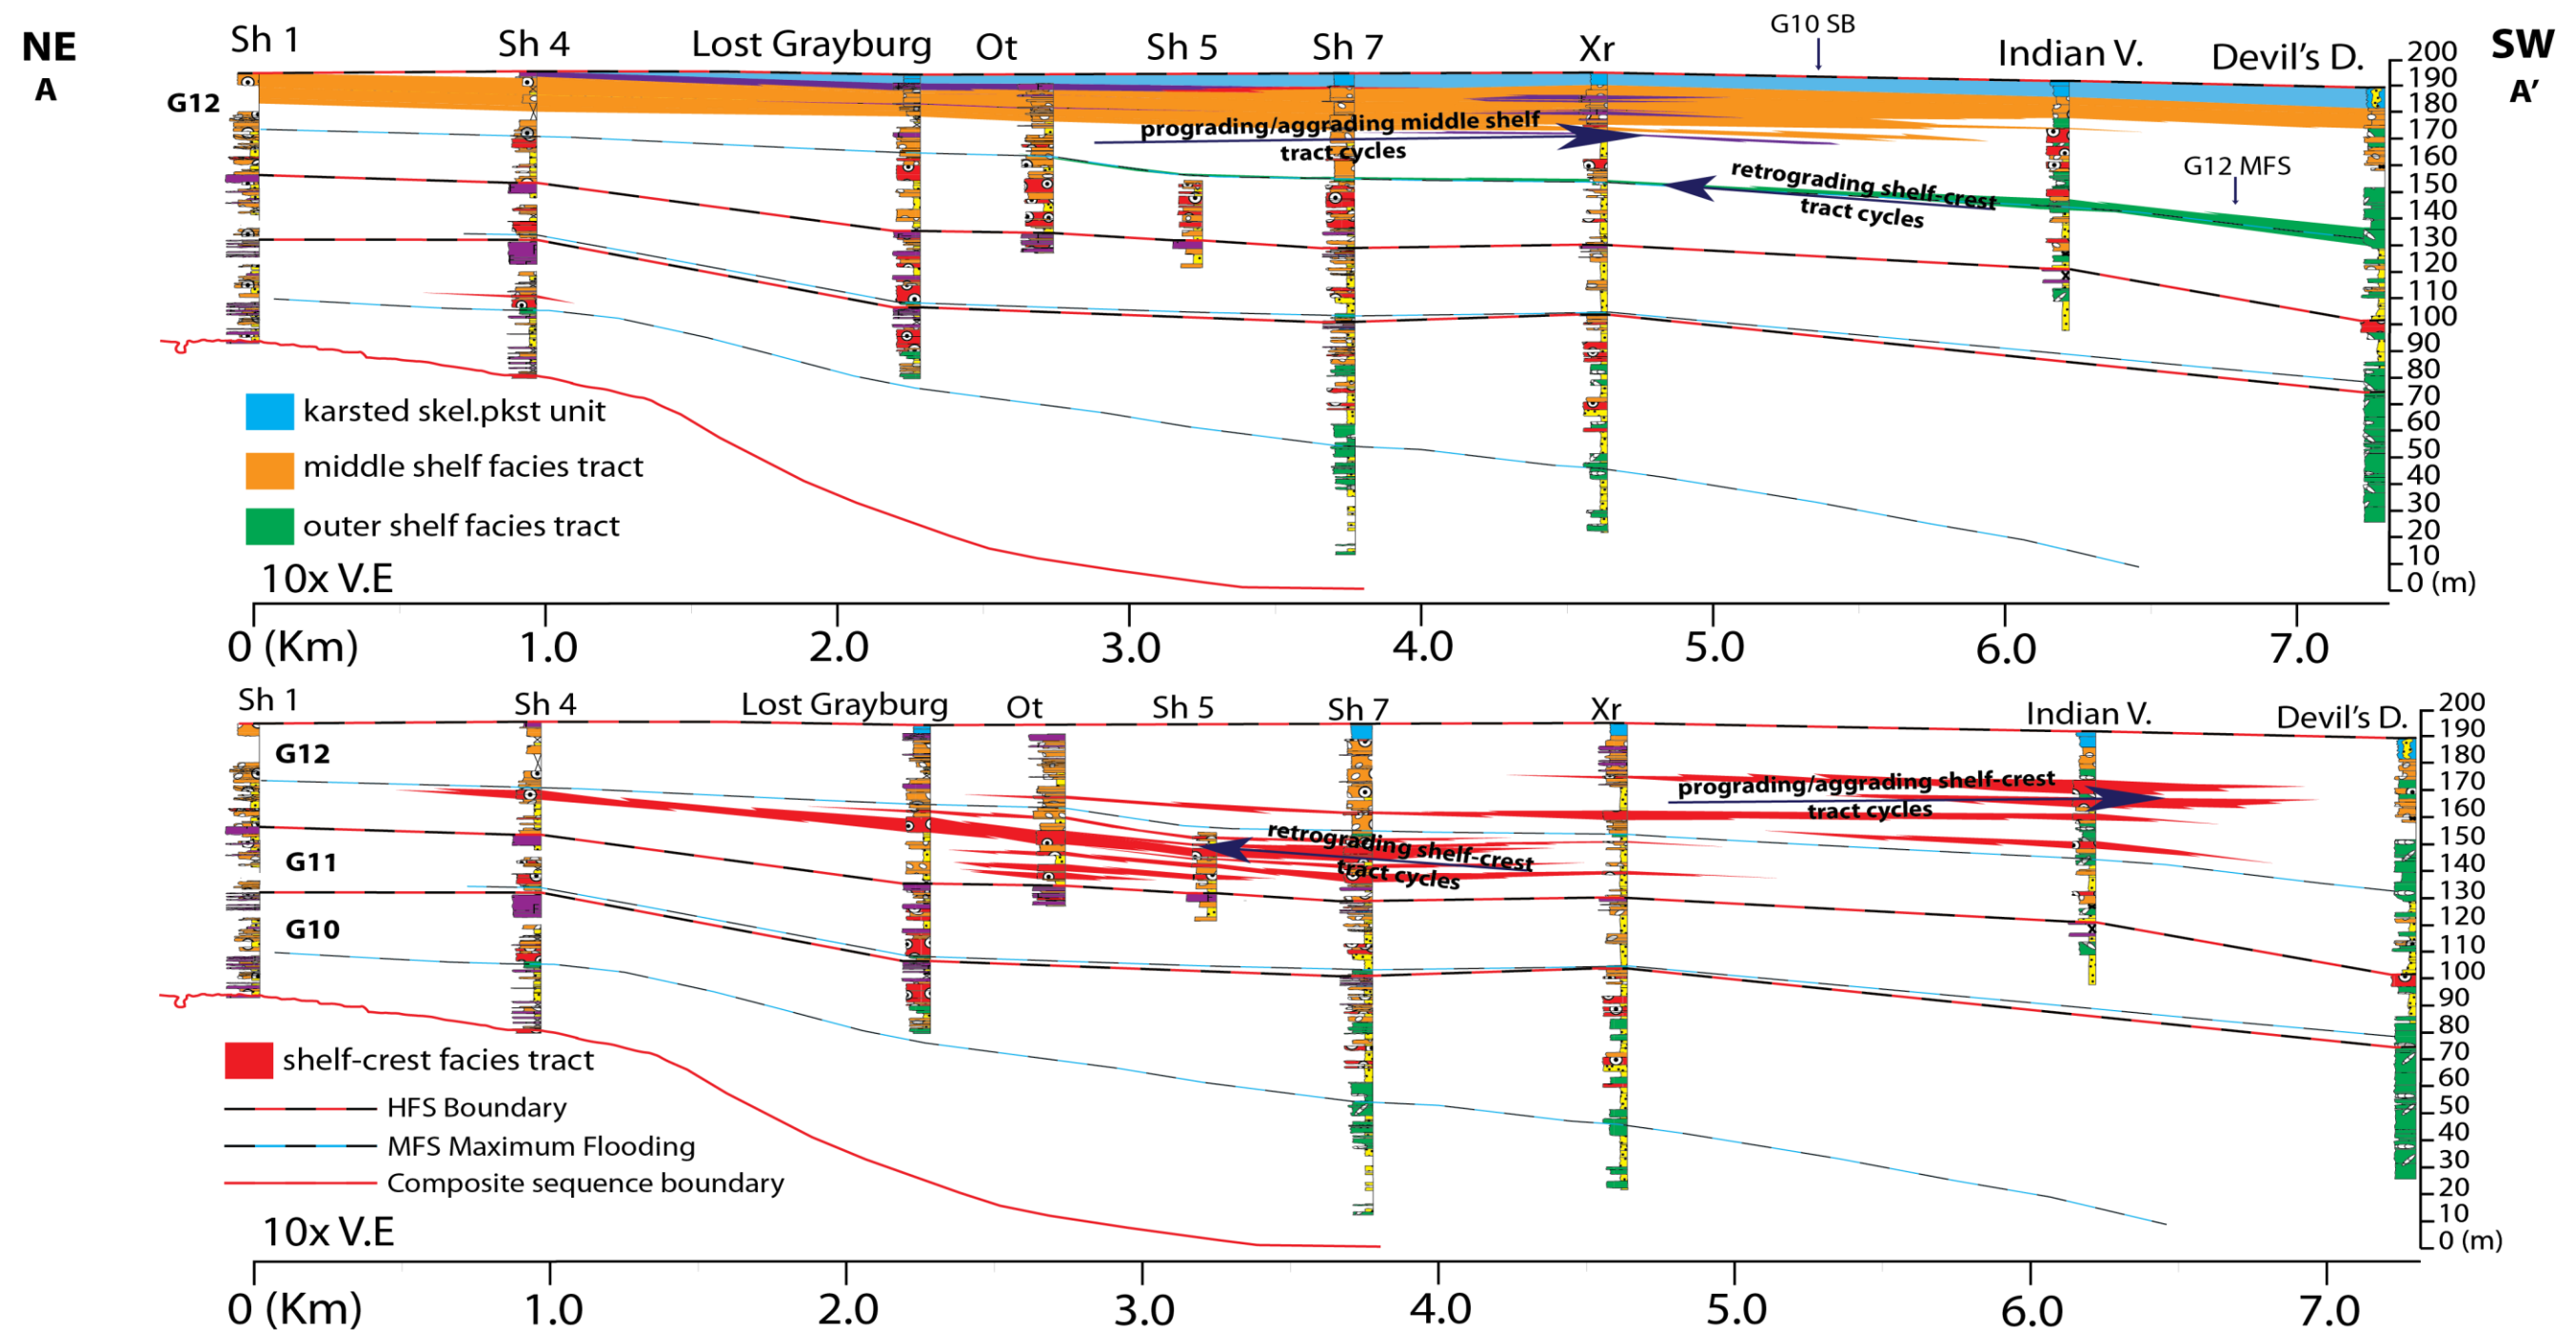 NE
A
Sh 1
Sh 4
Lost Grayburg
Ot
Sh 5
Sh 7
Xr
G10 SB
Indian V.
Devil's D.
SW
A'
G12
prograding/aggrading middle shelf
tract cycles
retrograding shelf-crest
tract cycles
G12 MFS
200
190
180
170
160
150
140
130
120
110
100
90
80
70
60
50
40
30
20
10
0 (m)
karsted skel.pkst unit
middle shelf facies tract
outer shelf facies tract
10x V.E
0 (Km)
1.0
2.0
3.0
4.0
5.0
6.0
7.0
Sh 1
Sh 4
Lost Grayburg
Ot
Sh 5
Sh 7
Xr
Indian V.
Devil's D.
G12
G11
G10
prograding/aggrading shelf-crest
tract cycles
retrograding shelf-crest
tract cycles
F
200
190
180
170
160
150
140
130
120
110
100
90
80
70
60
50
40
30
20
10
0 (m)
shelf-crest facies tract
HFS Boundary
MFS Maximum Flooding
Composite sequence boundary
10x V.E
0 (Km)
1.0
2.0
3.0
4.0
5.0
6.0
7.0